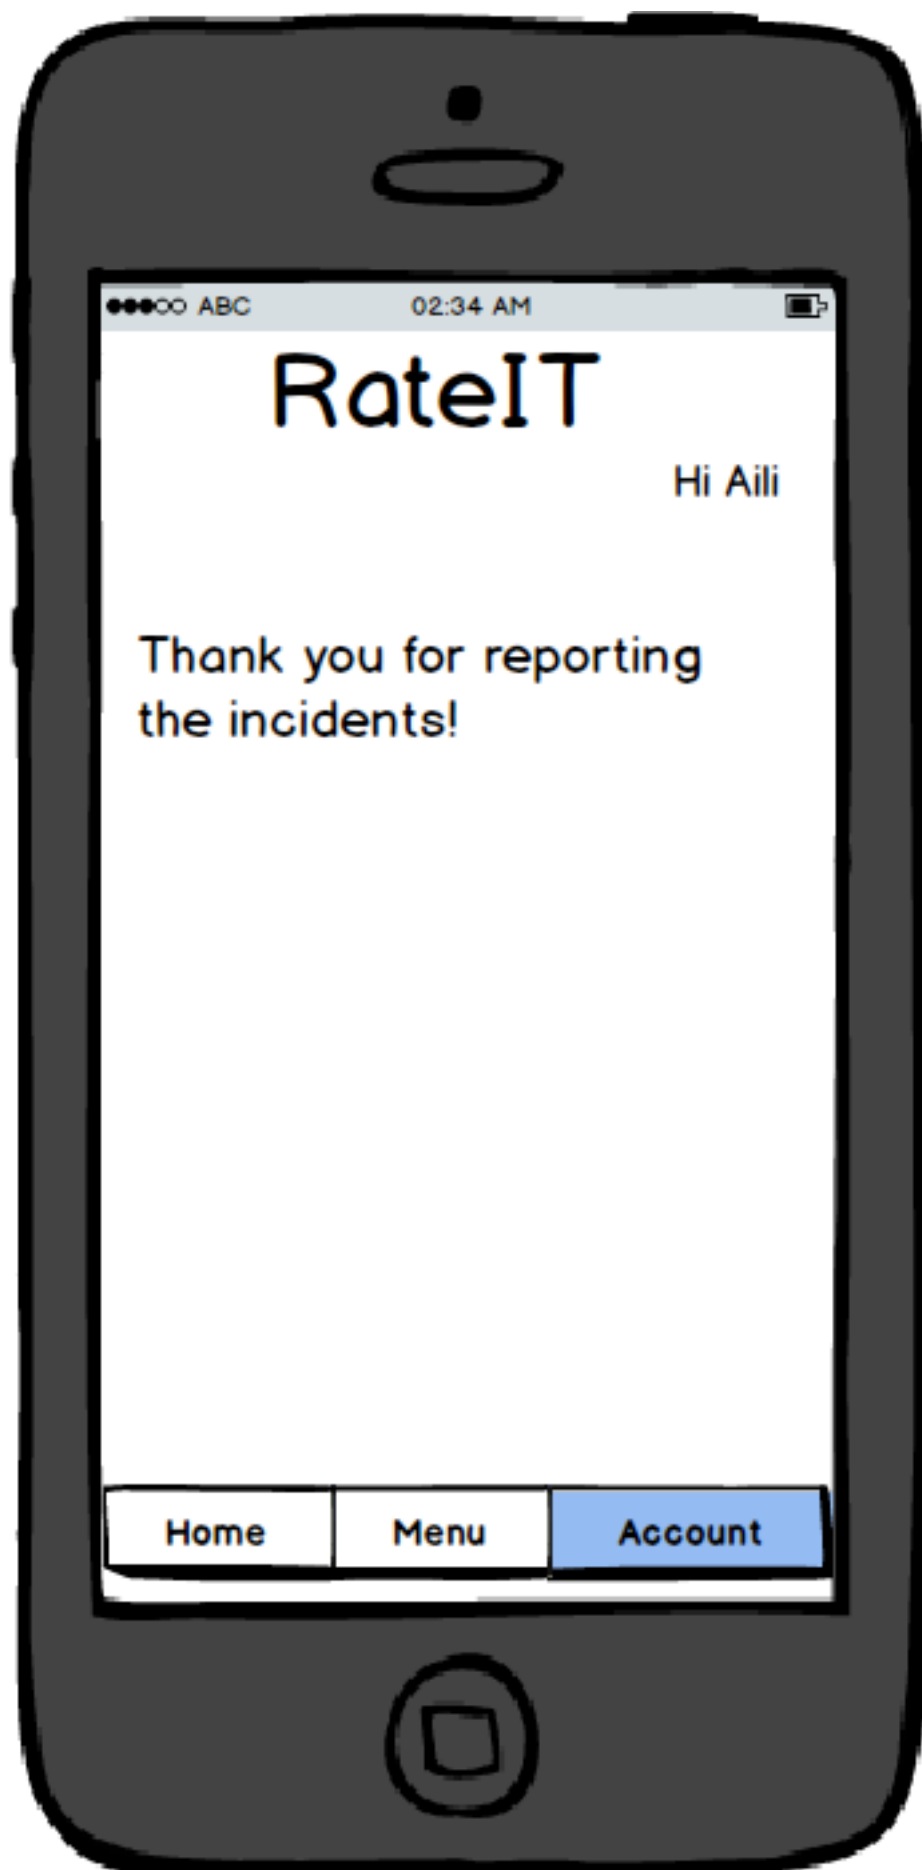 ABC 02:34 AM
RateIT
Hi Aili
Thank you for reporting
the incidents!
Home Menu Account